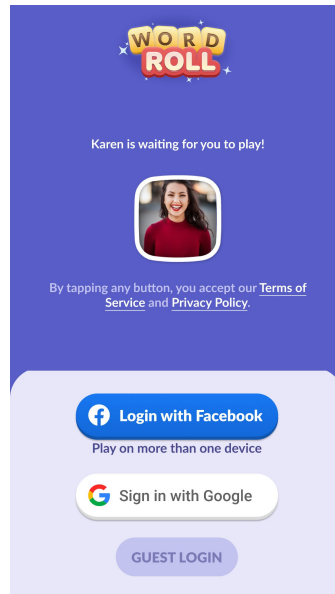 WORD
ROLL
Karen is waiting for you to play!
By tapping any button, you accept our Terms of
Service and Privacy Policy.
Login with Facebook
Play on more than one device
Sign in with Google
GUEST LOGIN